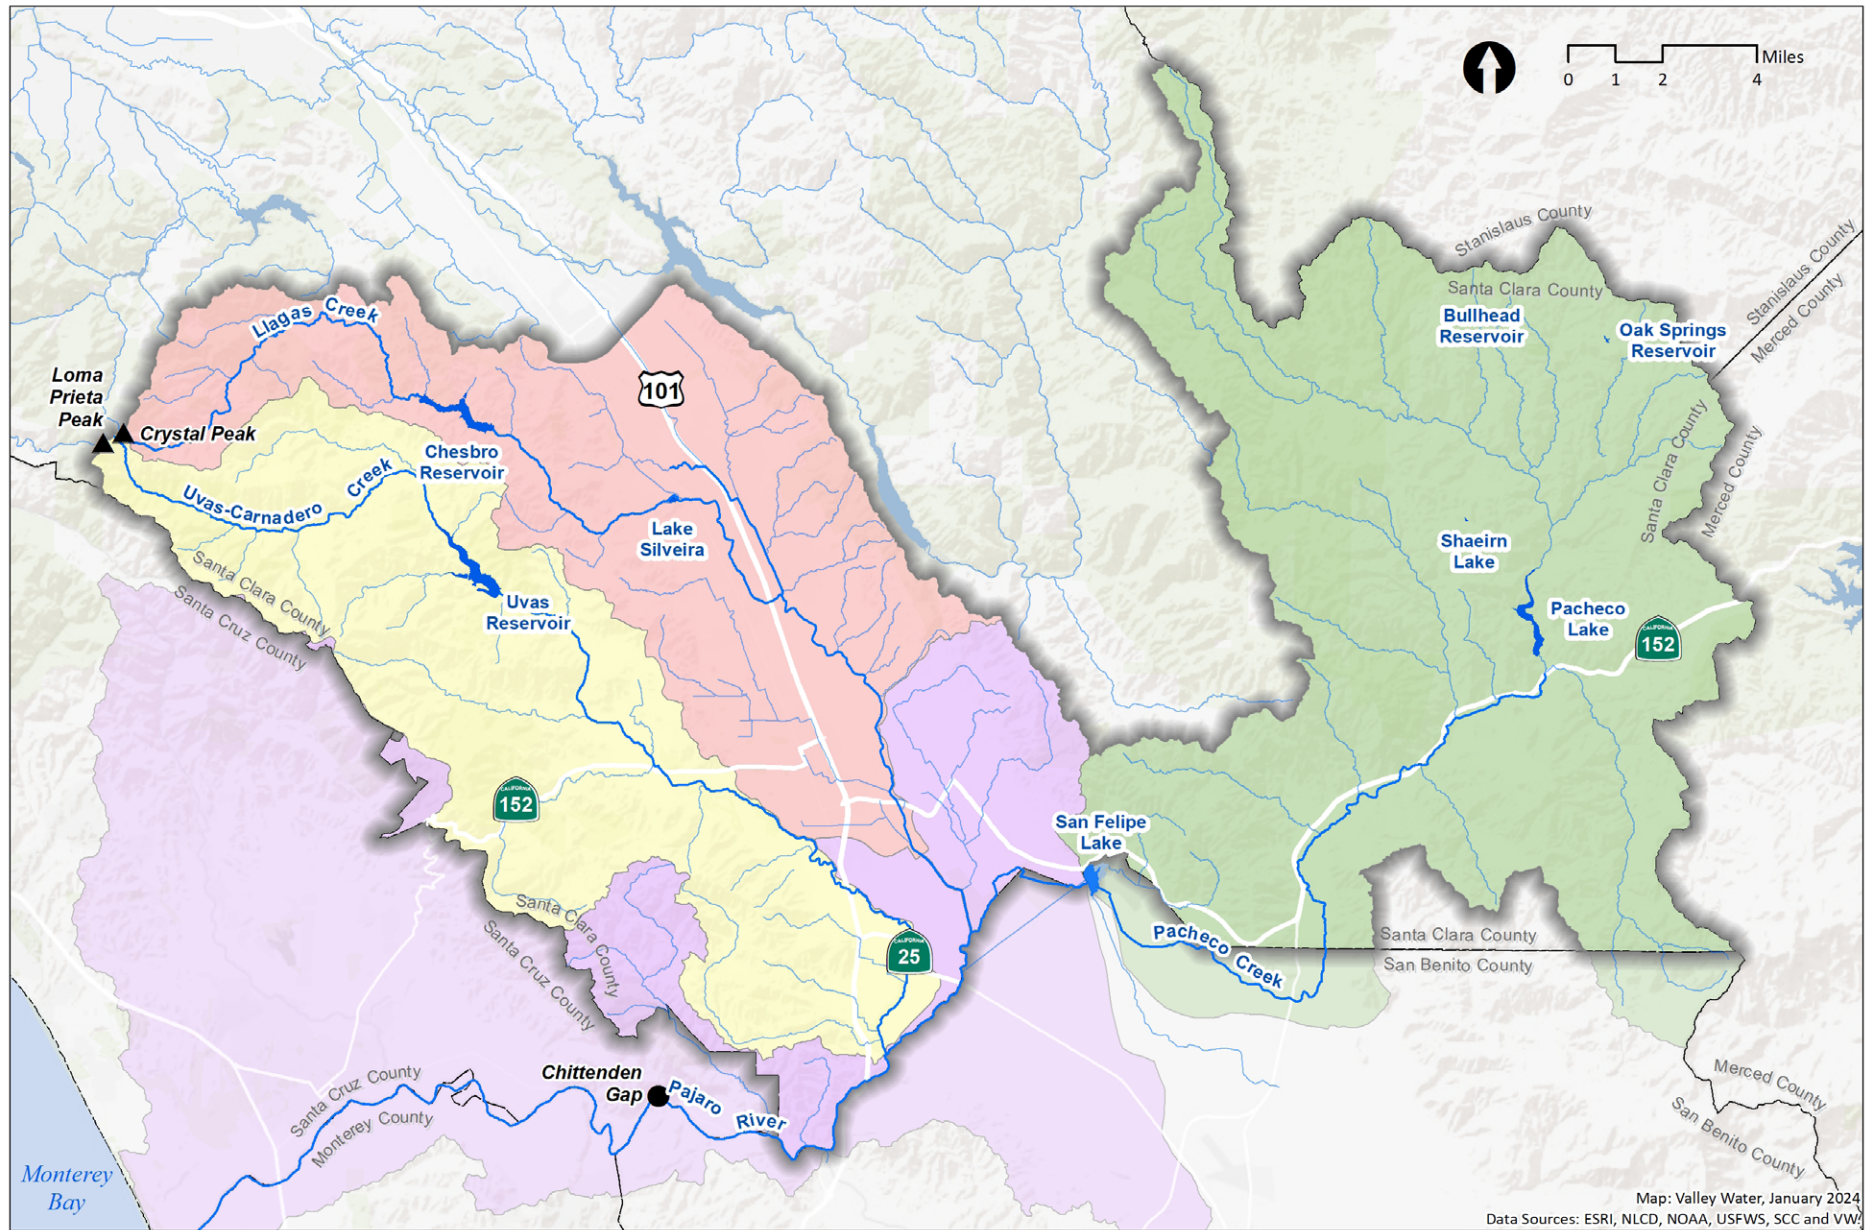 Miles
0 1 2 4
Stanislaus County
Santa Clara County
Stanislaus County
Merced County
Bullhead
Reservoir
Oak Springs
Reservoir
Llagas Creek
Loma
Prieta
Peak
Crystal Peak
101
Chesbro
Reservoir
Uvas-Carnadero Creek
Lake
Silveira
Santa Clara County
Merced County
Shaeirn
Lake
Santa Clara County
Santa Cruz County
Uvas
Reservoir
Pacheco
Lake
CALIFORNIA
152
CALIFORNIA
152
San Felipe
Lake
Santa Clara County
Santa Cruz County
CALIFORNIA
25
Pacheco Creek
Santa Clara County
San Benito County
Chittenden
Gap
Pajaro River
Santa Cruz County
Monterey County
Merced County
San Benito County
Monterey
Bay
Map: Valley Water, January 2024
Data Sources: ESRI, NLCD, NOAA, USFWS, SCC and VW